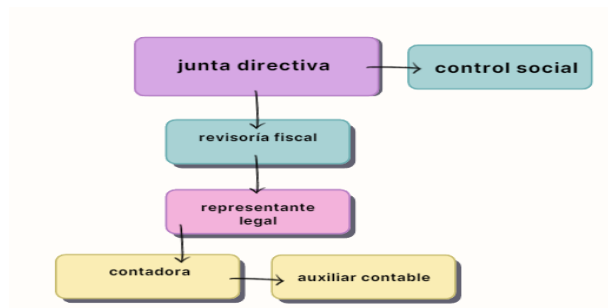 junta directiva
control social
revisoría fiscal
representante
legal
contadora
auxiliar contable